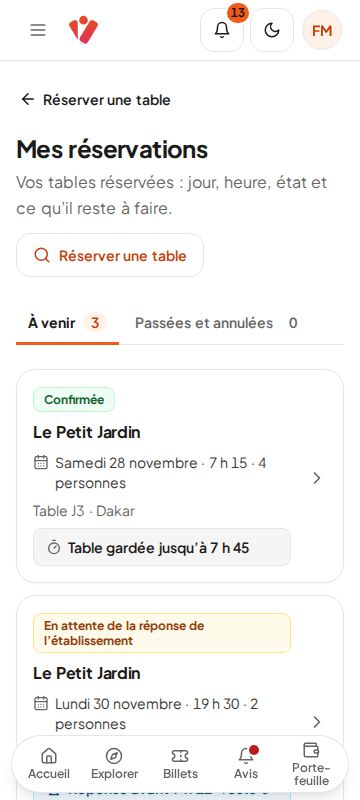 13
FM
Réserver une table
Mes réservations
Vos tables réservées : jour, heure, état et
ce qu’il reste à faire.
Réserver une table
À venir 3 Passées et annulées 0
Confirmée
Le Petit Jardin
Samedi 28 novembre · 7 h 15 · 4
personnes
Table J3 · Dakar
Table gardée jusqu’à 7 h 45
En attente de la réponse de
l’établissement
Le Petit Jardin
Lundi 30 novembre · 19 h 30 · 2
personnes
Accueil Explorer Billets Avis Porte-
feuille